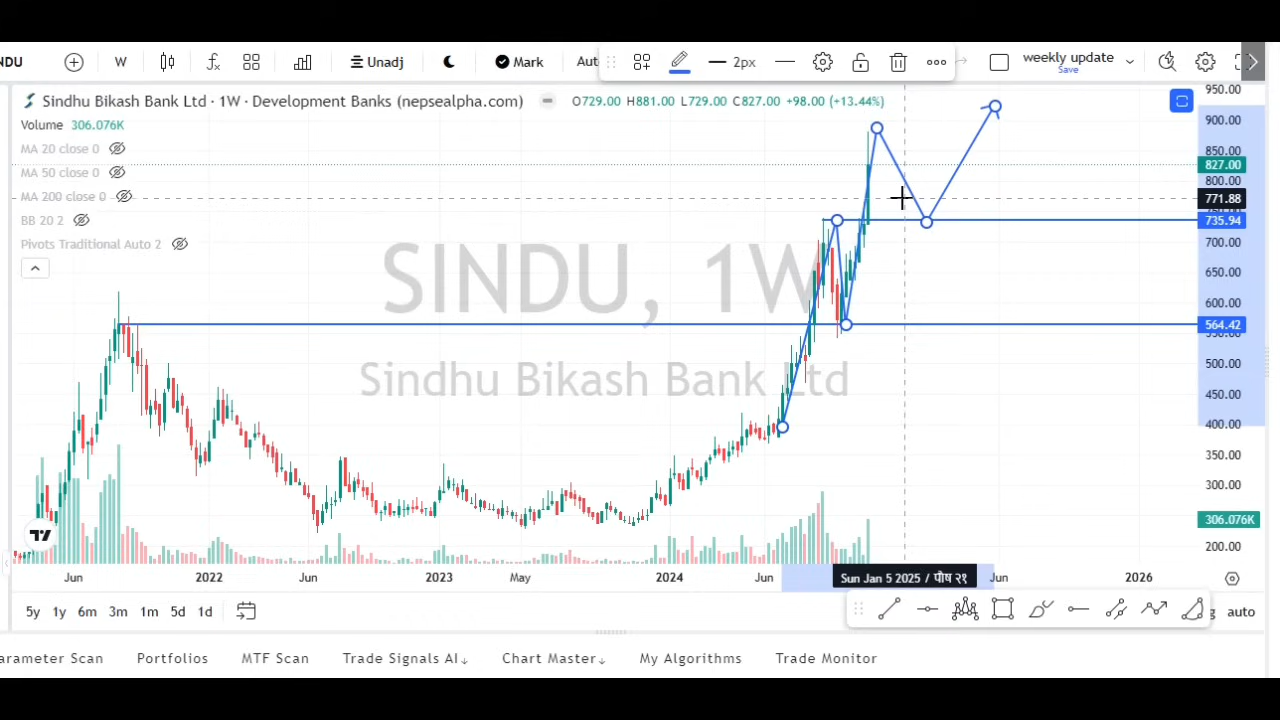 NDU W Unadj Mark Aut 2px weekly update
Save
Sindhu Bikash Bank Ltd · 1W · Development Banks (nepsealpha.com) O729.00 H881.00 L729.00 C827.00 +98.00 (+13.44%)
Volume 306.076K
MA 20 close 0
MA 50 close 0
MA 200 close 0
BB 20 2
Pivots Traditional Auto 2
SINDU, 1W
Sindhu Bikash Bank Ltd
950.00
900.00
850.00
827.00
800.00
771.88
735.94
700.00
650.00
600.00
564.42
500.00
450.00
400.00
350.00
300.00
306.076K
200.00
Jun 2022 Jun 2023 May 2024 Jun Sun Jan 5 2025 / पौष २१ Jun 2026
5y 1y 6m 3m 1m 5d 1d g auto
arameter Scan Portfolios MTF Scan Trade Signals AI↓ Chart Master↓ My Algorithms Trade Monitor